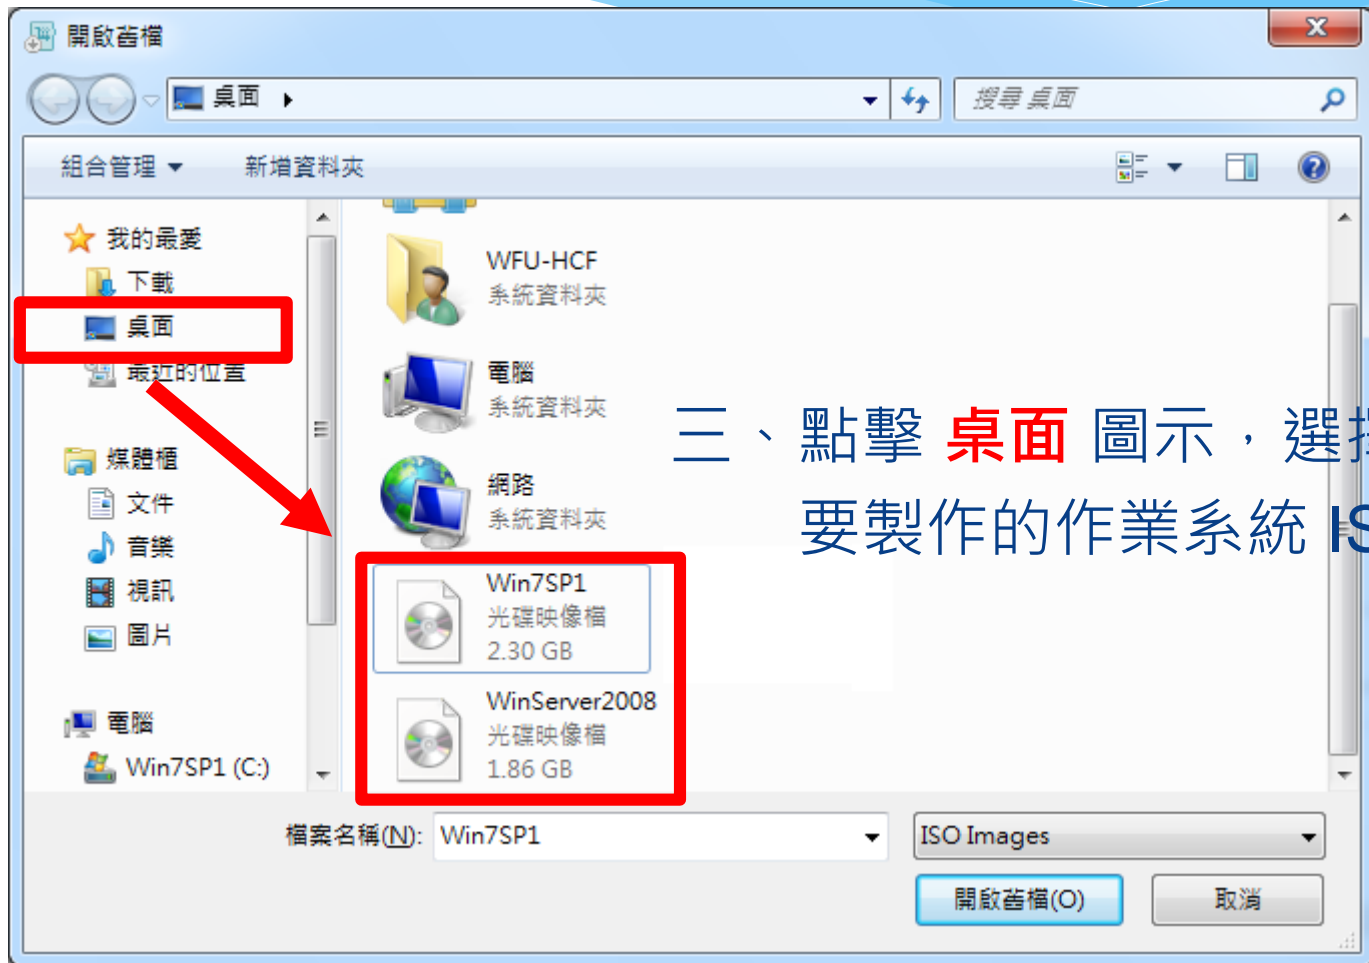 開啟舊檔
桌面
搜尋 桌面
組合管理
新增資料夾
我的最愛
下載
桌面
最近的位置
媒體櫃
文件
音樂
視訊
圖片
電腦
Win7SP1 (C:)
WFU-HCF
系統資料夾
電腦
系統資料夾
網路
系統資料夾
Win7SP1
光碟映像檔
2.30 GB
WinServer2008
光碟映像檔
1.86 GB
三、點擊 桌面 圖示，選擇
要製作的作業系統 IS
檔案名稱(N):
Win7SP1
ISO Images
開啟舊檔(O)
取消